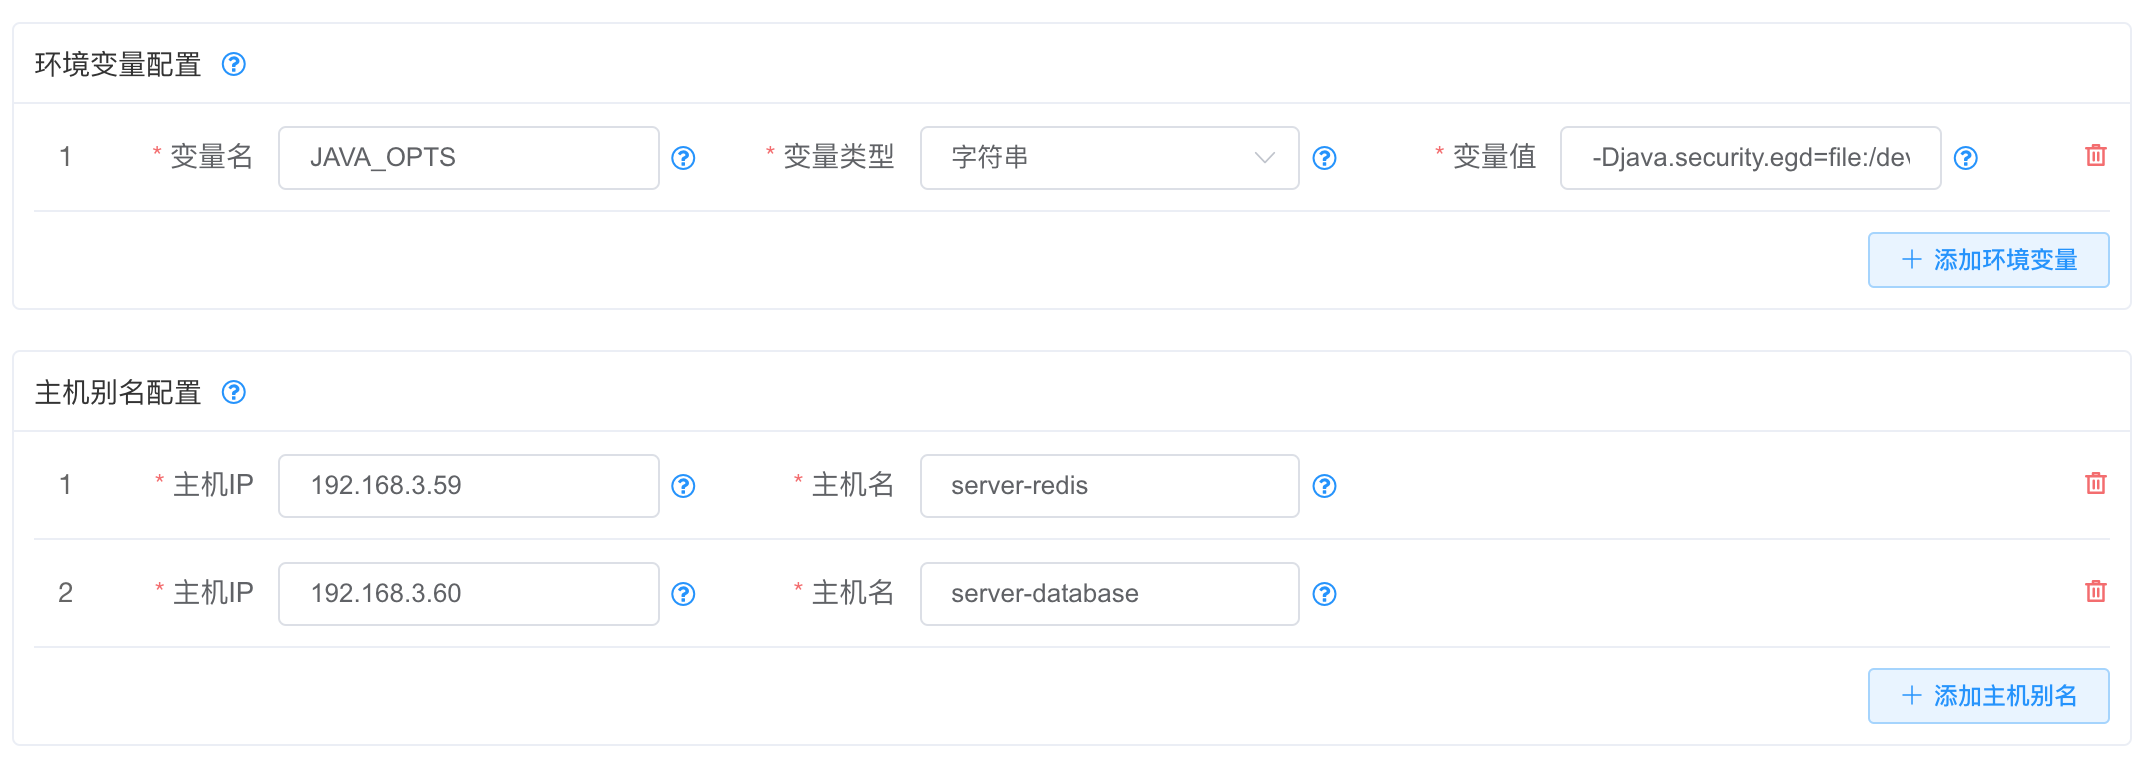 环境变量配置
1 * 变量名 JAVA_OPTS * 变量类型 字符串 * 变量值 -Djava.security.egd=file:/dev
+ 添加环境变量
主机别名配置
1 * 主机IP 192.168.3.59 * 主机名 server-redis
2 * 主机IP 192.168.3.60 * 主机名 server-database
+ 添加主机别名